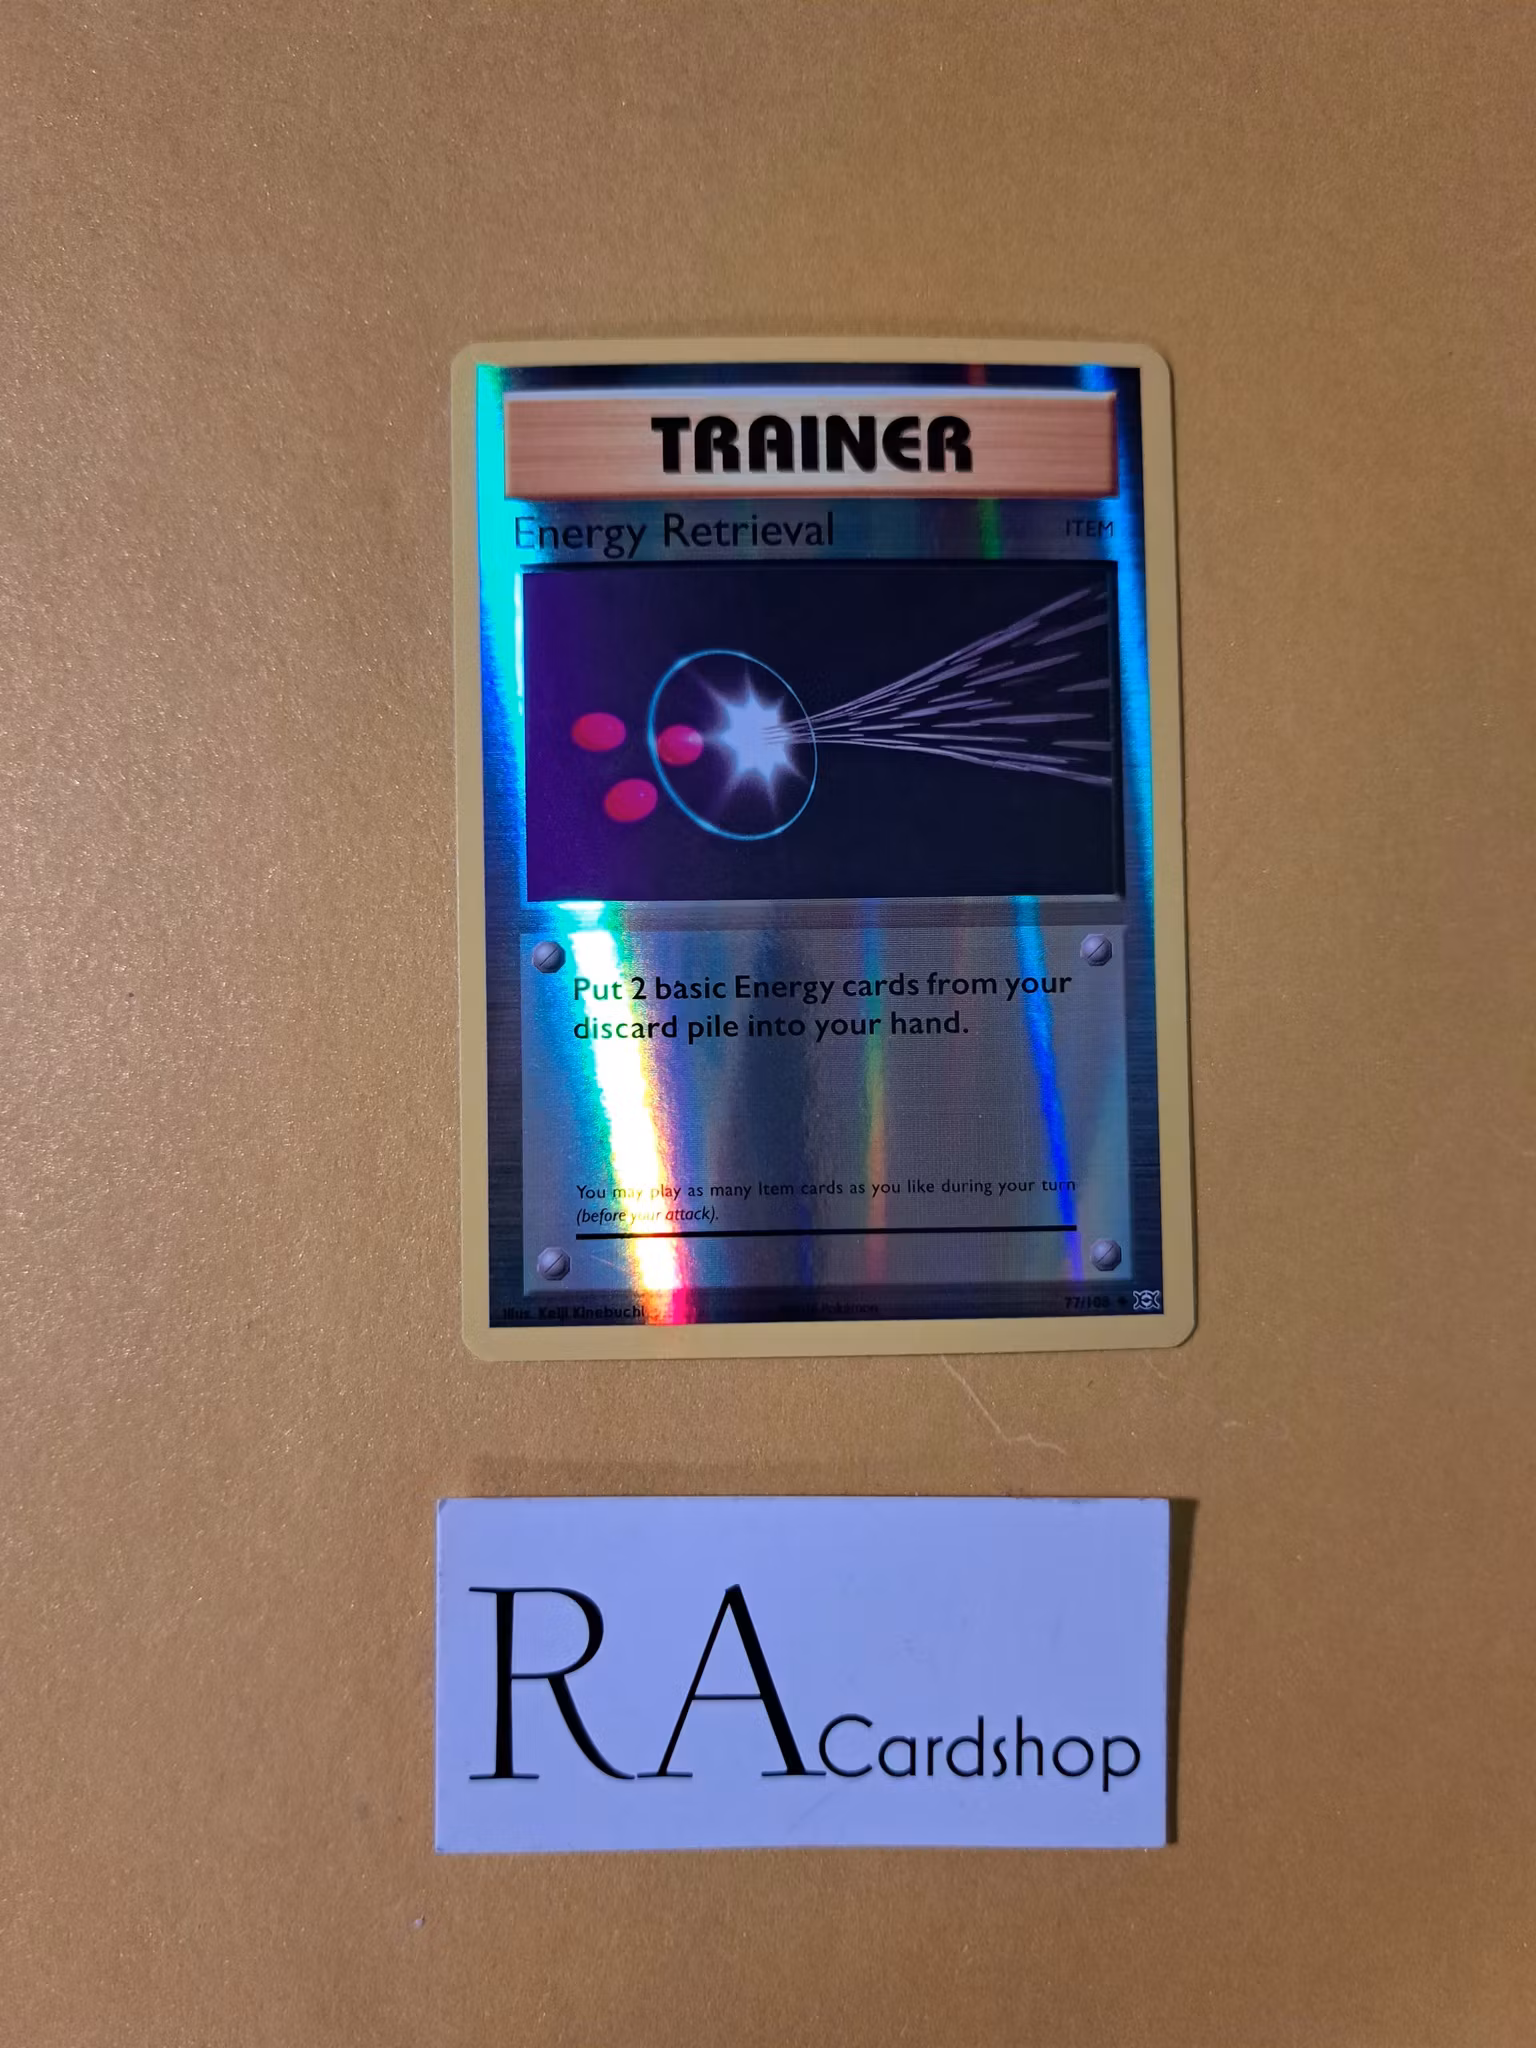 TRAINER
Energy Retrieval ITEM
Put 2 basic Energy cards from your
discard pile into your hand.
You may play as many Item cards as you like during your turn
(before your attack).
Illus. Keiji Kinebuchi Pokémon 77/108
RA Cardshop